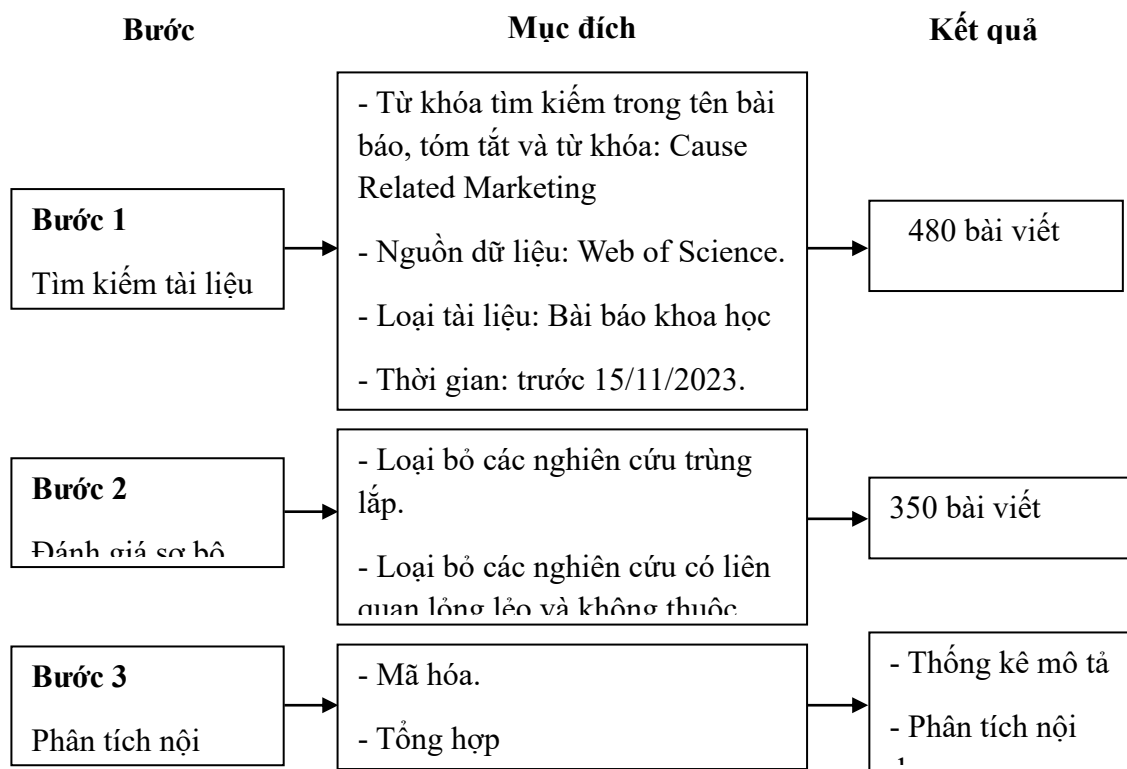 Bước
Mục đích
Kết quả
Bước 1
Tìm kiếm tài liệu
- Từ khóa tìm kiếm trong tên bài
báo, tóm tắt và từ khóa: Cause
Related Marketing
- Nguồn dữ liệu: Web of Science.
- Loại tài liệu: Bài báo khoa học
- Thời gian: trước 15/11/2023.
480 bài viết
Bước 2
Đánh giá sơ bộ
- Loại bỏ các nghiên cứu trùng
lắp.
- Loại bỏ các nghiên cứu có liên
quan lỏng lẻo và không thuộc
350 bài viết
Bước 3
Phân tích nội
- Mã hóa.
- Tổng hợp
- Thống kê mô tả
- Phân tích nội